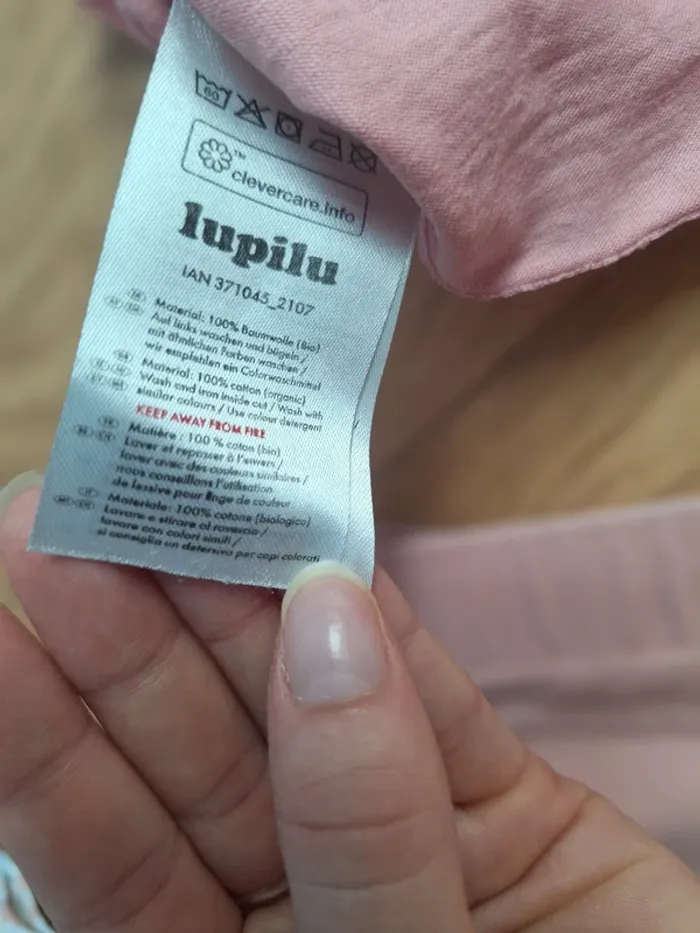 60
clevercare.info
lupilu
IAN 371045_2107
Material: 100% Baumwolle (Bio)
Auf links waschen und bügeln /
mit ähnlichen Farben waschen /
wir empfehlen ein Colorwaschmittel
Material: 100% cotton (organic)
Wash and iron inside out / Wash with
similar colours / Use colour detergent
KEEP AWAY FROM FIRE
Matière : 100 % coton (bio)
Laver et repasser à l'envers /
laver avec des couleurs similaires /
nous conseillons l'utilisation
de lessive pour linge de couleur
Materiale: 100% cotone (biologico)
Lavare e stirare al rovescio /
lavare con colori simili /
si consiglia un detersivo per capi colorati